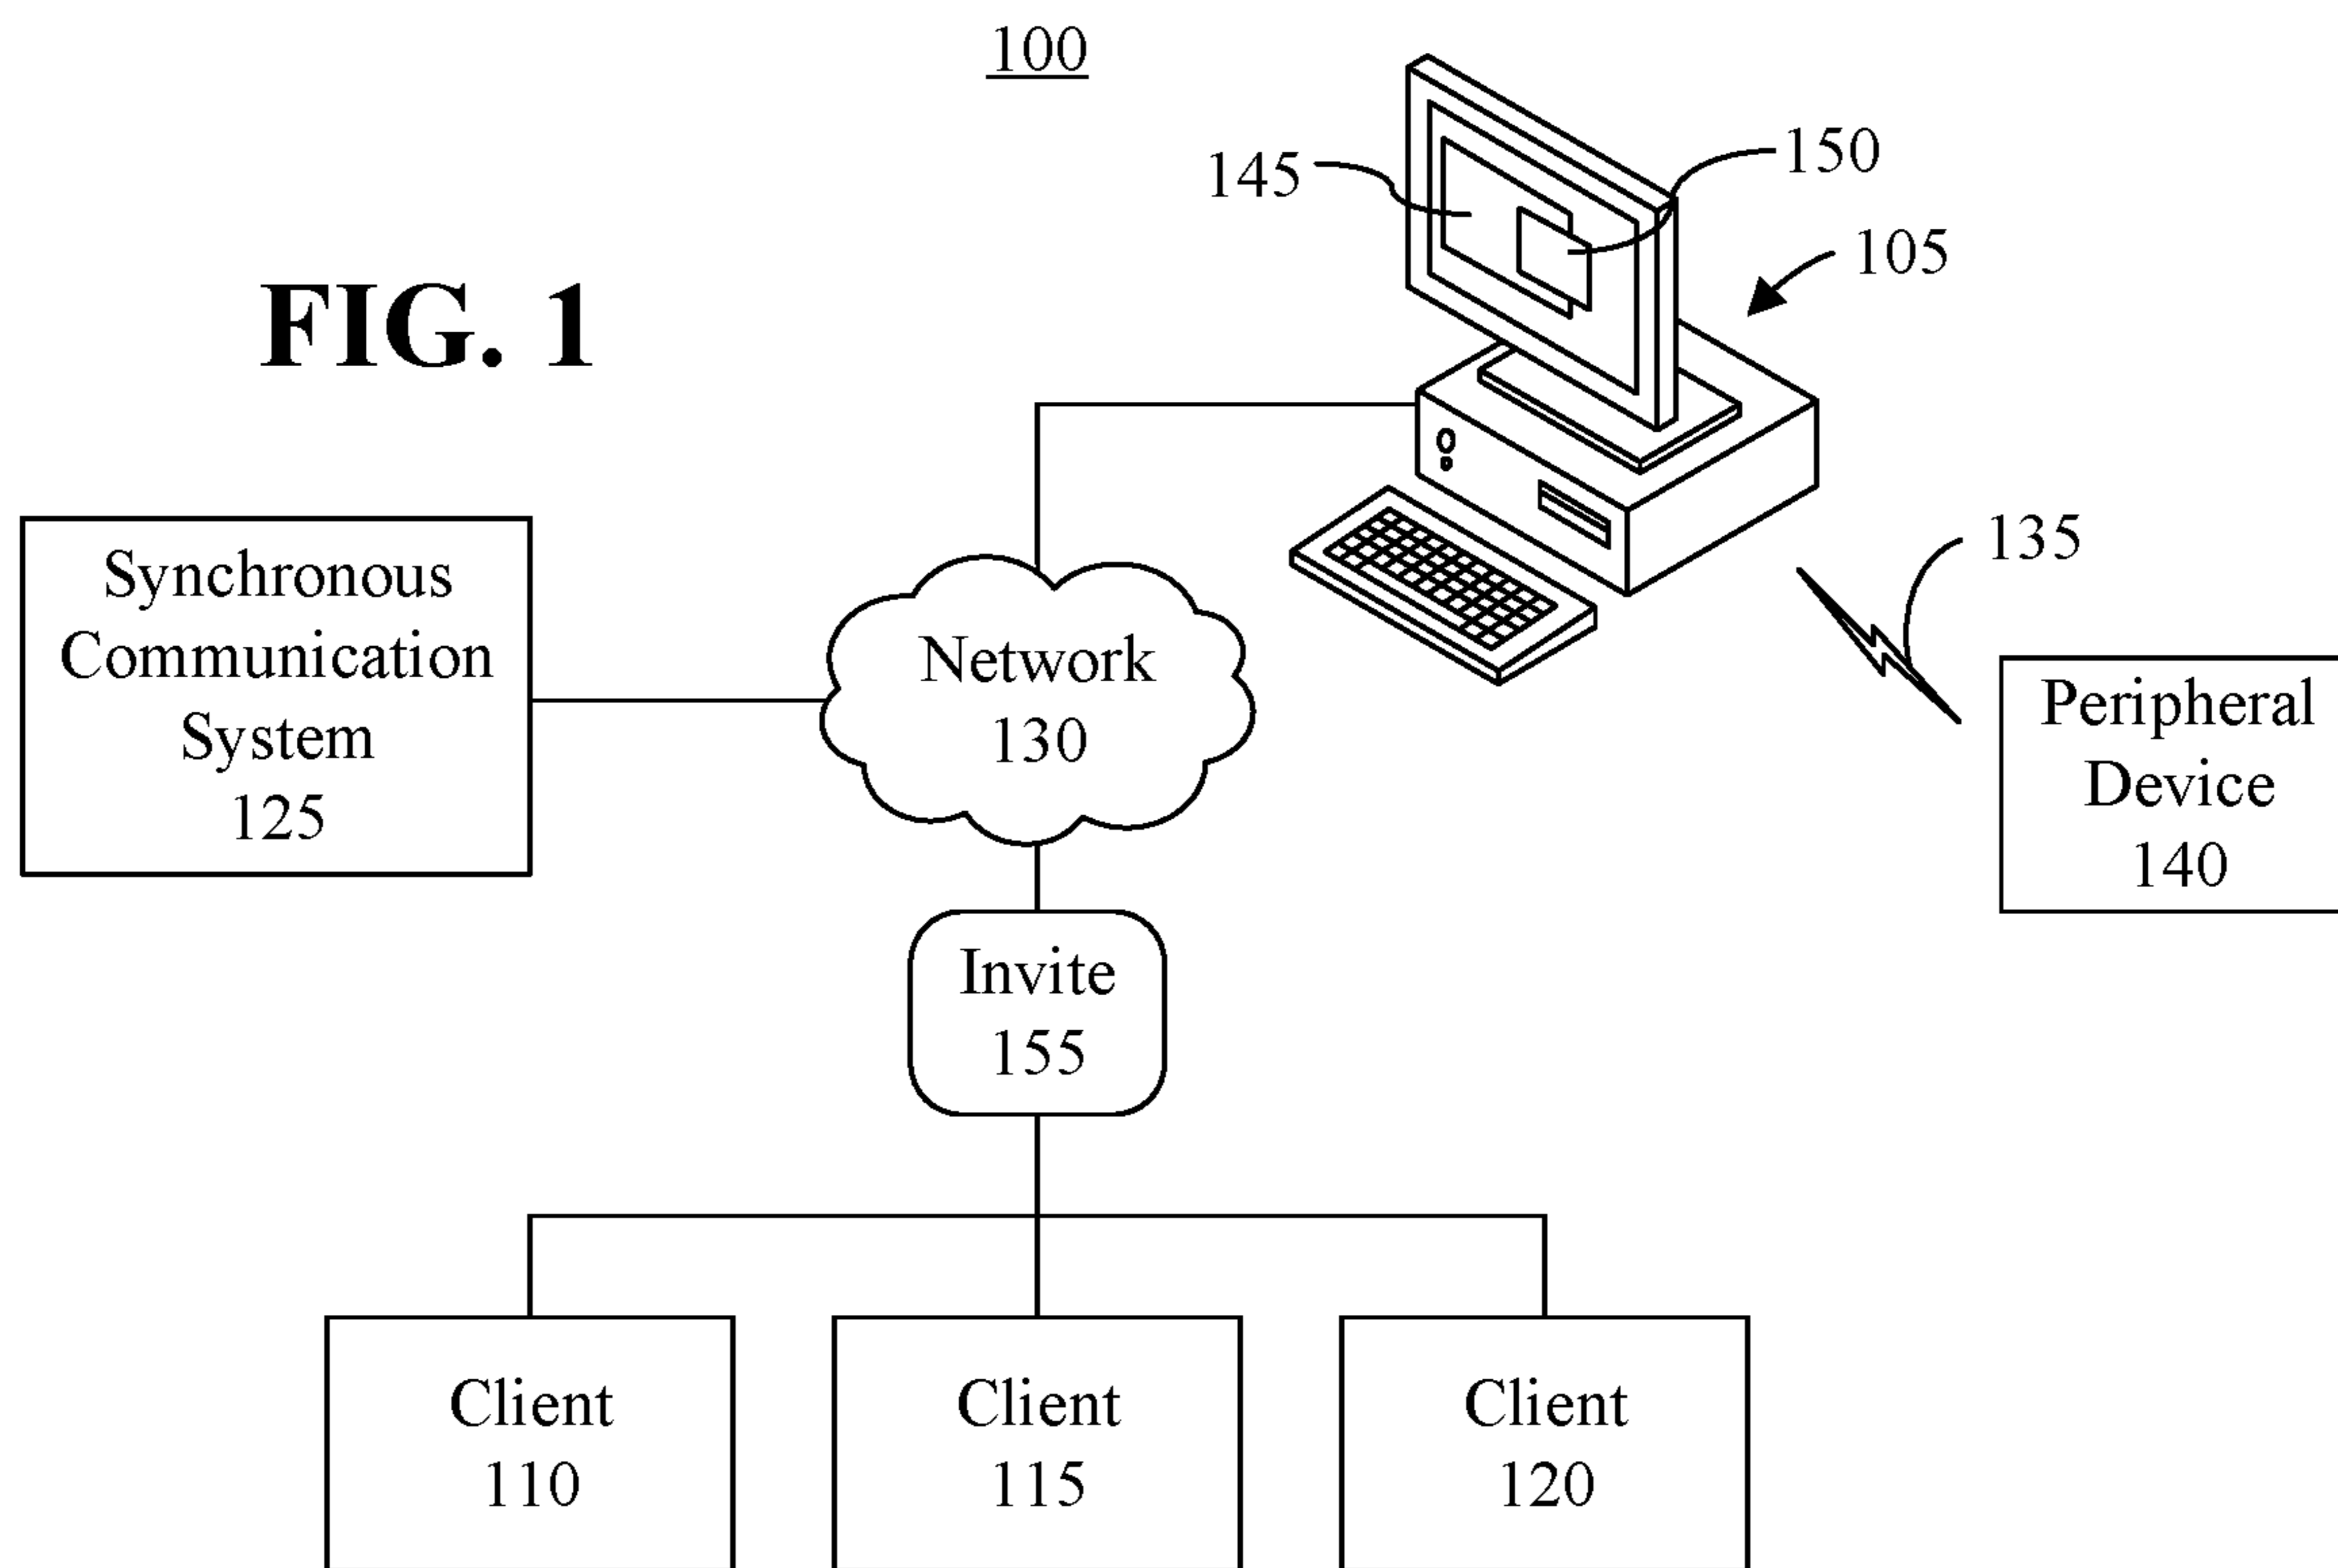 100
145
150
105
FIG. 1
135
Synchronous
Communication
System
125
Network
130
Peripheral
Device
140
Invite
155
Client
110
Client
115
Client
120